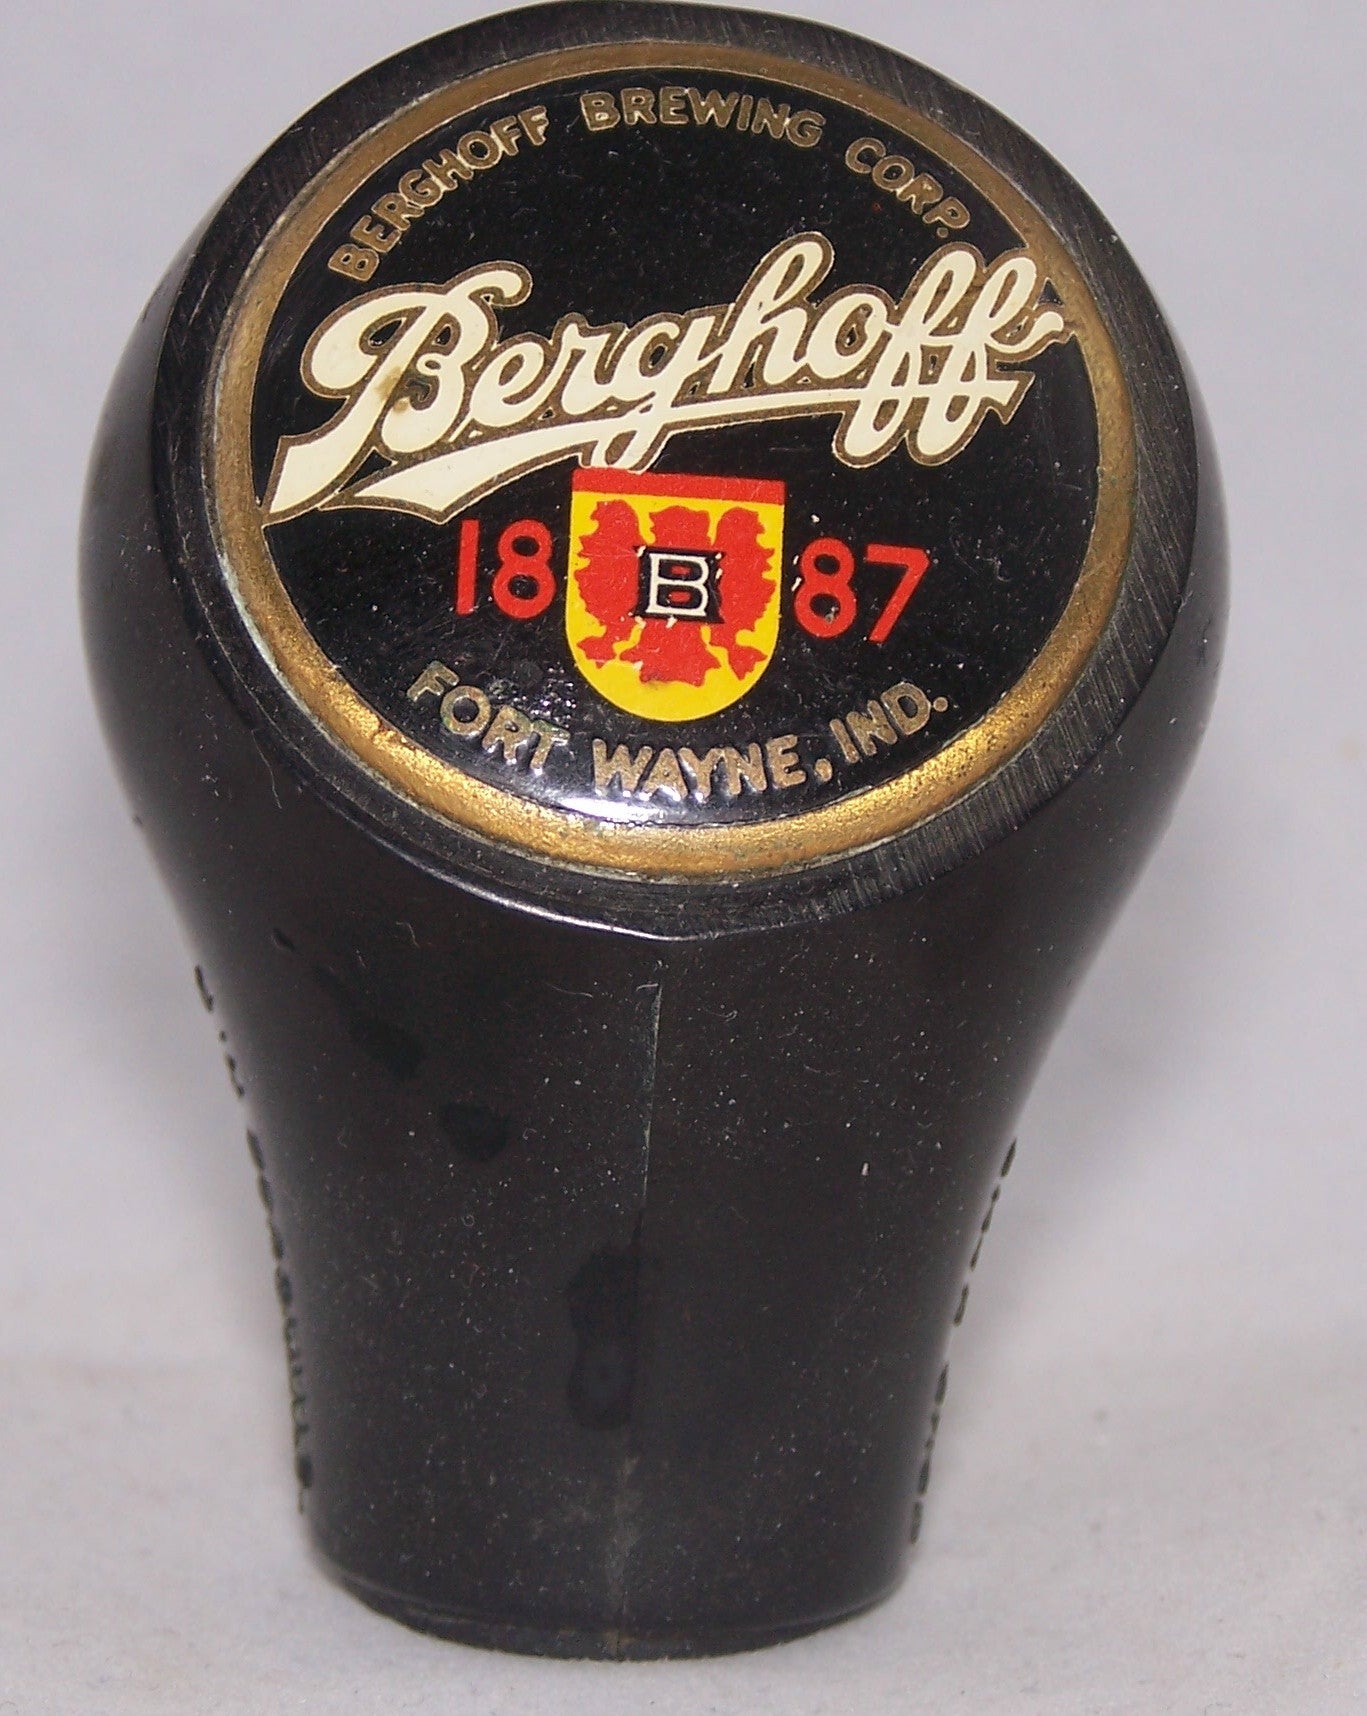 BERGHOFF BREWING CORP.
Berghoff
18 B 87
FORT WAYNE, IND.